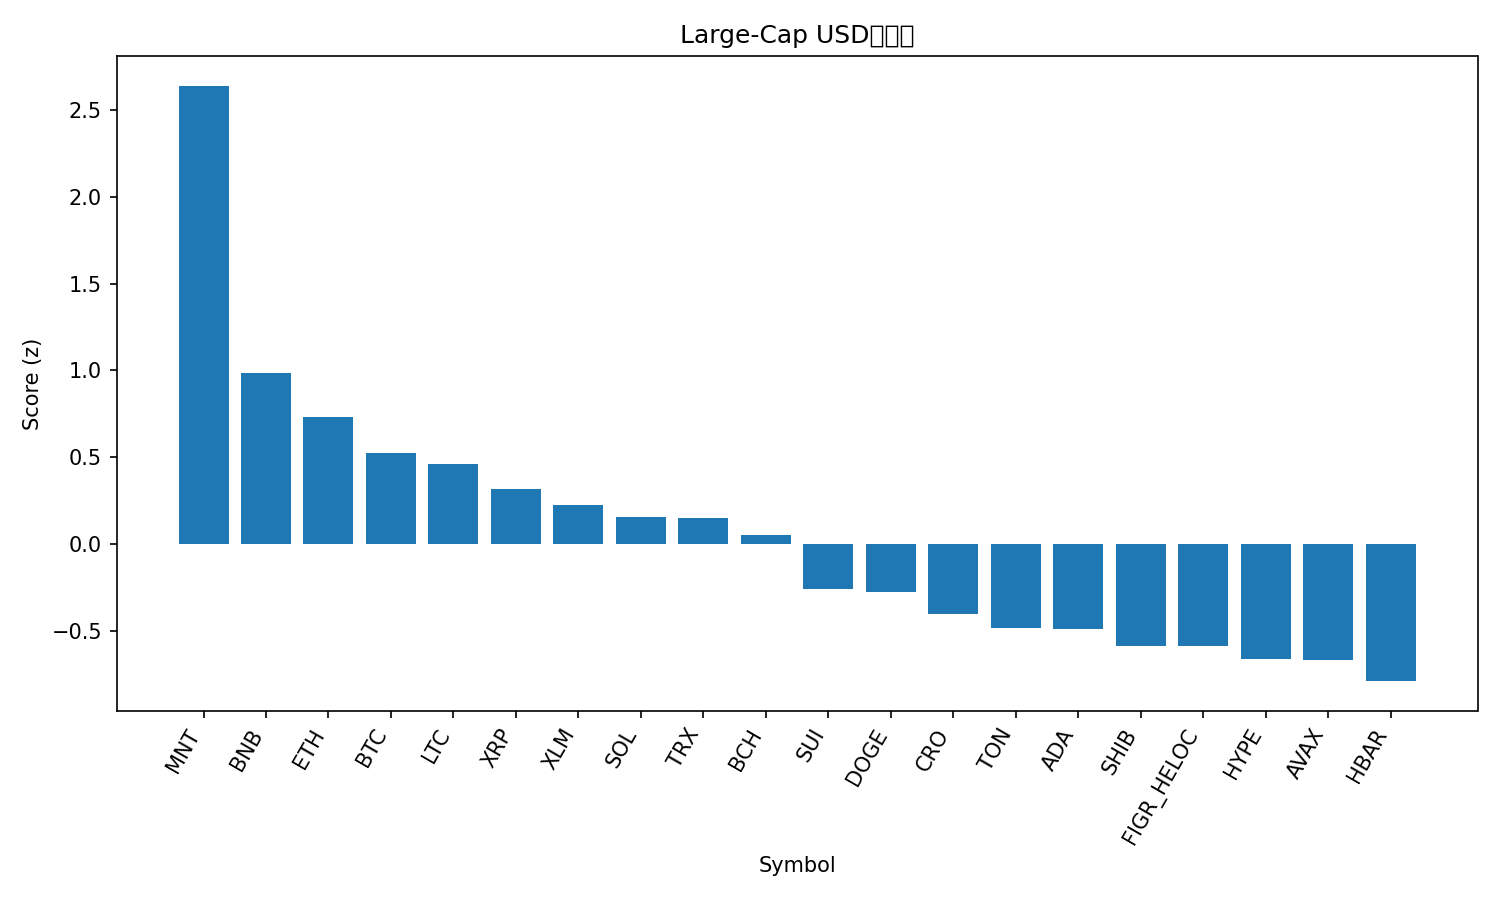 Large-Cap USD
Score (z)
2.5
2.0
1.5
1.0
0.5
0.0
−0.5
MNT
BNB
ETH
BTC
LTC
XRP
XLM
SOL
TRX
BCH
SUI
DOGE
CRO
TON
ADA
SHIB
FIGR_HELOC
HYPE
AVAX
HBAR
Symbol